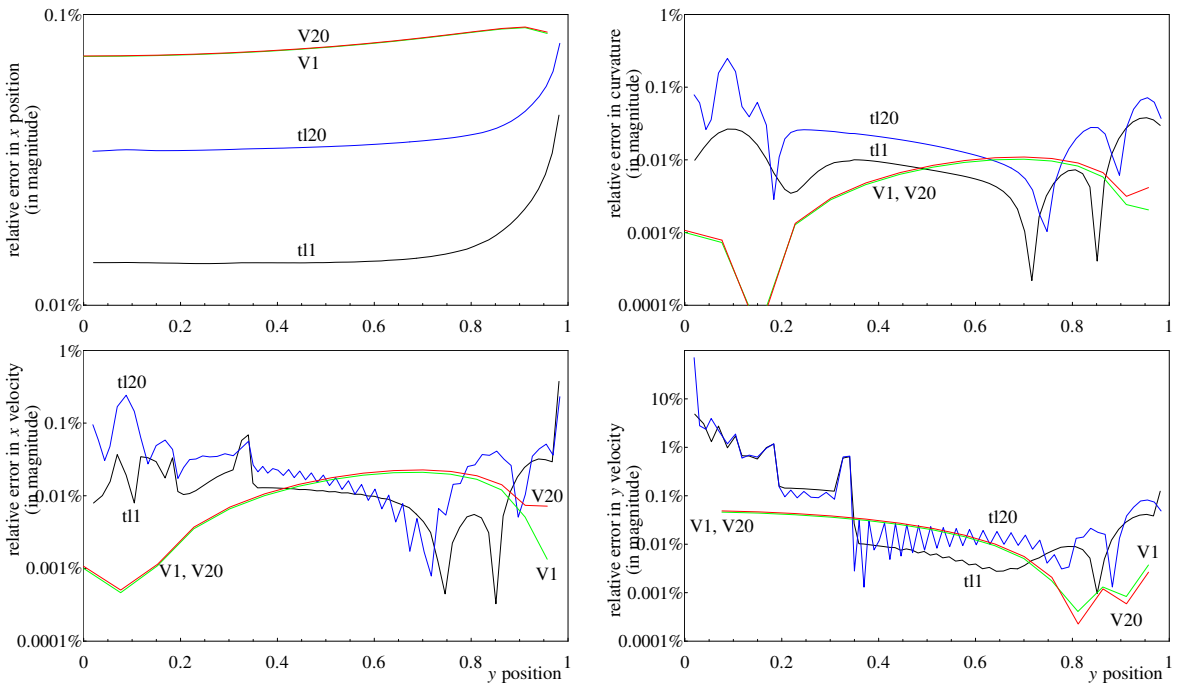 relative error in x position
(in magnitude)
0.1%
0.01%
V20
V1
tl20
tl1
0 0.2 0.4 0.6 0.8 1
relative error in curvature
(in magnitude)
1%
0.1%
0.01%
0.001%
0.0001%
tl20
tl1
V1, V20
0 0.2 0.4 0.6 0.8 1
relative error in x velocity
(in magnitude)
1%
0.1%
0.01%
0.001%
0.0001%
tl20
tl1
V1, V20
V20
V1
0 0.2 0.4 0.6 0.8 1
y position
relative error in y velocity
(in magnitude)
10%
1%
0.1%
0.01%
0.001%
0.0001%
V1, V20
tl20
tl1
V1
V20
0 0.2 0.4 0.6 0.8 1
y position